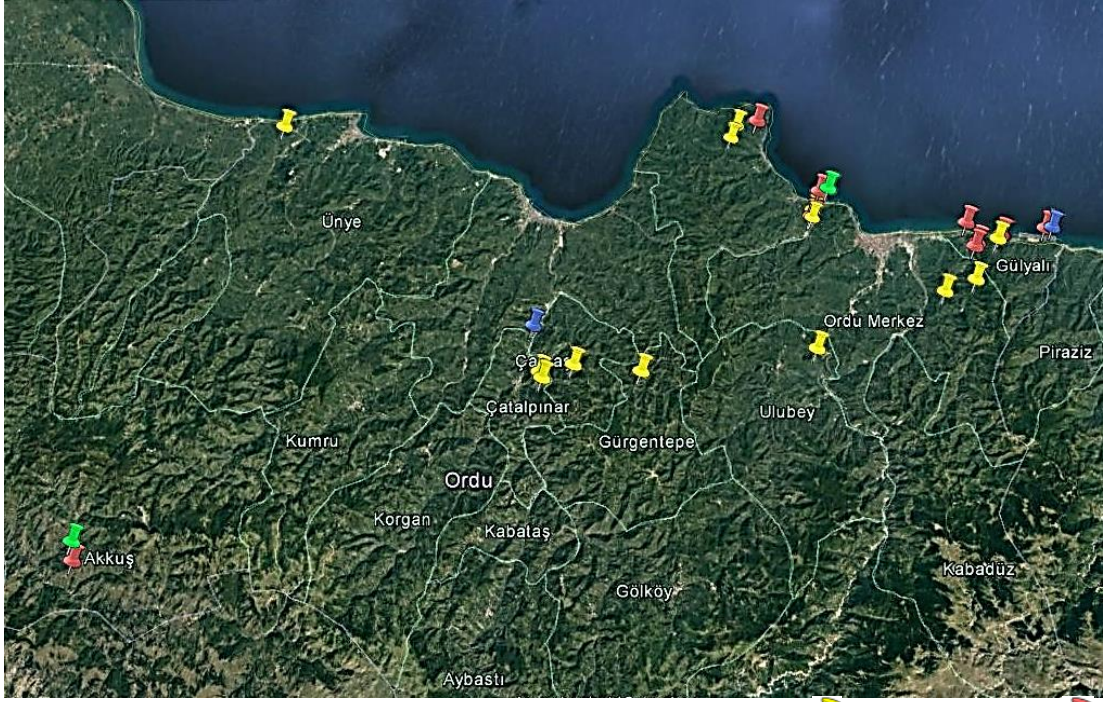 Ünye
Gülyalı
Ordu Merkez
Piraziz
Çatalpınar
Ulubey
Kumru
Gürgentepe
Ordu
Korgan
Kabataş
Akkuş
Kabadüz
Gölköy
Aybastı